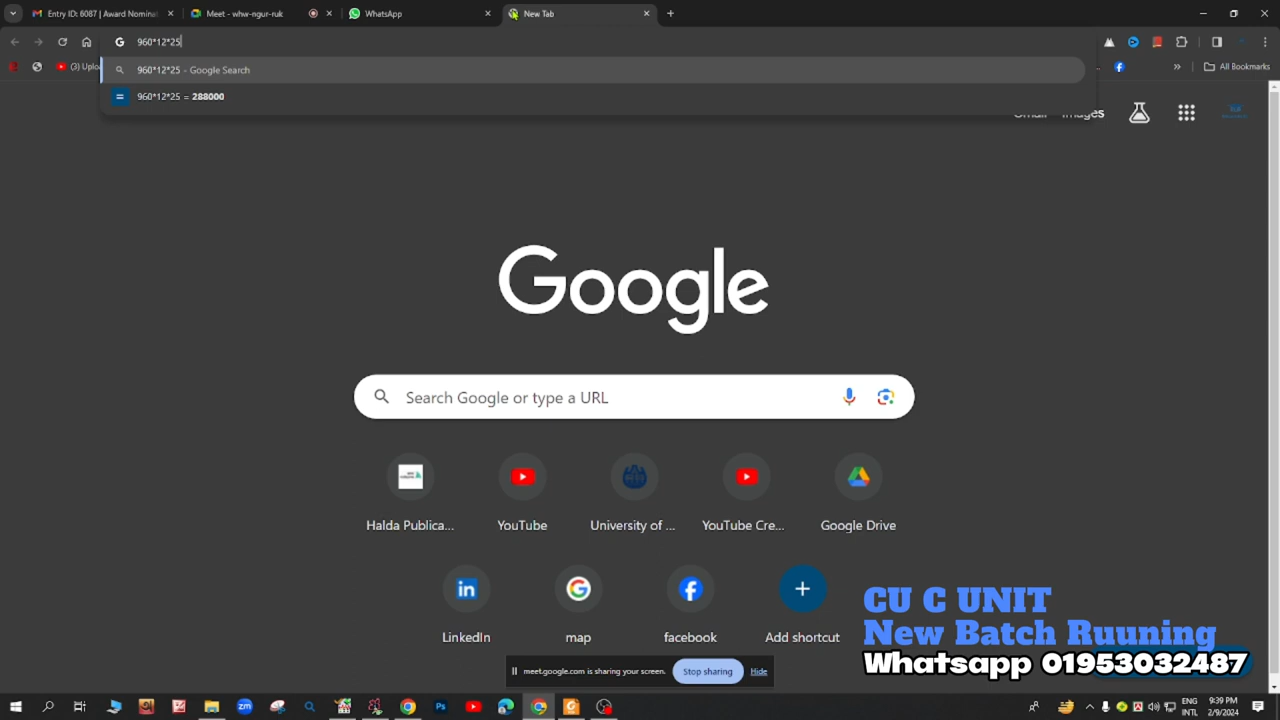 Entry ID: 6087 | Award Nominat
Meet - whw-ngur-ruk
WhatsApp
New Tab
960*12*25
(3) Uplo
All Bookmarks
960*12*25 - Google Search
960*12*25 = 288000
Gmail
Images
Google
Search Google or type a URL
Halda Publica...
YouTube
University of ...
YouTube Cre...
Google Drive
LinkedIn
map
facebook
Add shortcut
CU C UNIT
New Batch Ruuning
Whatsapp 01953032487
meet.google.com is sharing your screen.
Stop sharing
Hide
ENG
INTL
9:39 PM
2/9/2024